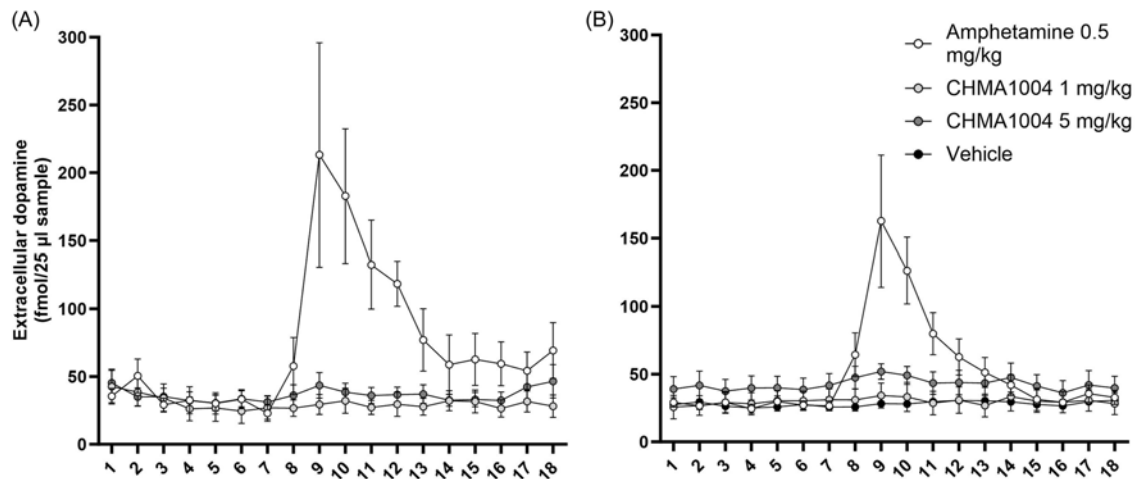 (A)
300
250
200
150
100
50
0
Extracellular dopamine
(fmol/25 µl sample)
1 2 3 4 5 6 7 8 9 10 11 12 13 14 15 16 17 18
(B)
300
250
200
150
100
50
0
1 2 3 4 5 6 7 8 9 10 11 12 13 14 15 16 17 18
Amphetamine 0.5
mg/kg
CHMA1004 1 mg/kg
CHMA1004 5 mg/kg
Vehicle